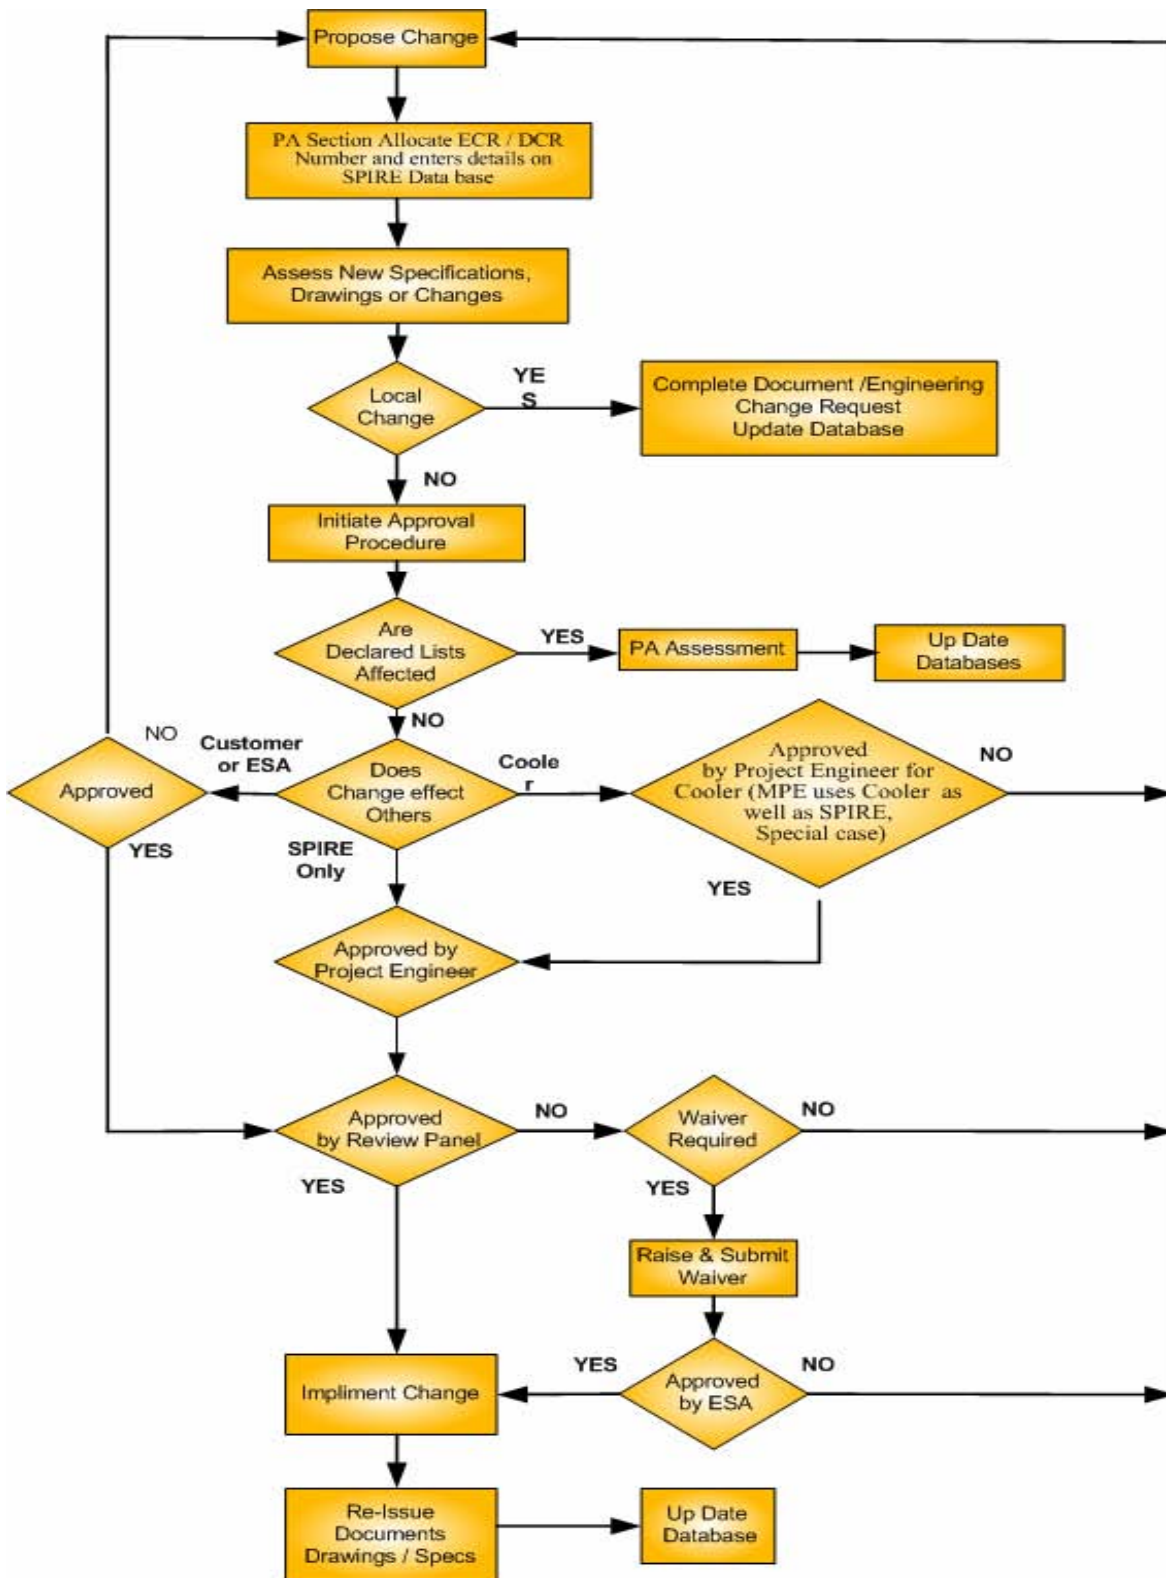 Propose Change
PA Section Allocate ECR / DCR
Number and enters details on
SPIRE Data base
Assess New Specifications,
Drawings or Changes
Local
Change
YE
S
Complete Document /Engineering
Change Request
Update Database
NO
Initiate Approval
Procedure
Are
Declared Lists
Affected
YES
PA Assessment
Up Date
Databases
NO
NO
Approved
YES
Customer
or ESA
Does
Change effect
Others
Coole
r
Approved
by Project Engineer for
Cooler (MPE uses Cooler as
well as SPIRE,
Special case)
NO
YES
SPIRE
Only
Approved by
Project Engineer
Approved
by Review Panel
NO
Waiver
Required
NO
YES
YES
Raise & Submit
Waiver
Impliment Change
YES
Approved
by ESA
NO
Re-Issue
Documents
Drawings / Specs
Up Date
Database